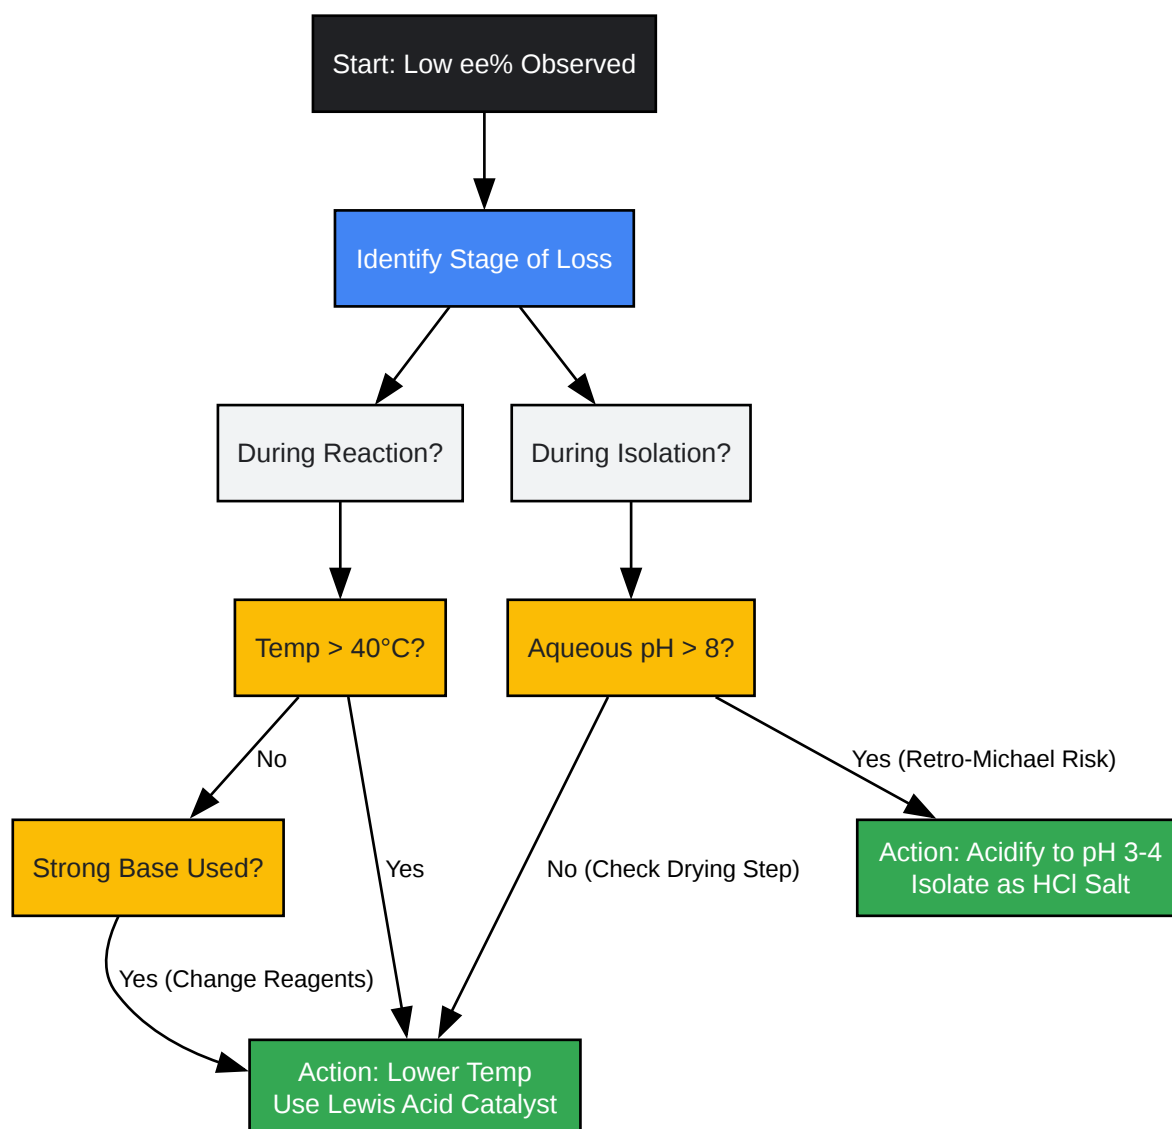 Start: Low ee% Observed
Identify Stage of Loss
During Reaction?
During Isolation?
Temp > 40°C?
Aqueous pH > 8?
No
Yes (Retro-Michael Risk)
Strong Base Used?
Yes
No (Check Drying Step)
Action: Acidify to pH 3-4
Isolate as HCl Salt
Yes (Change Reagents)
Action: Lower Temp
Use Lewis Acid Catalyst